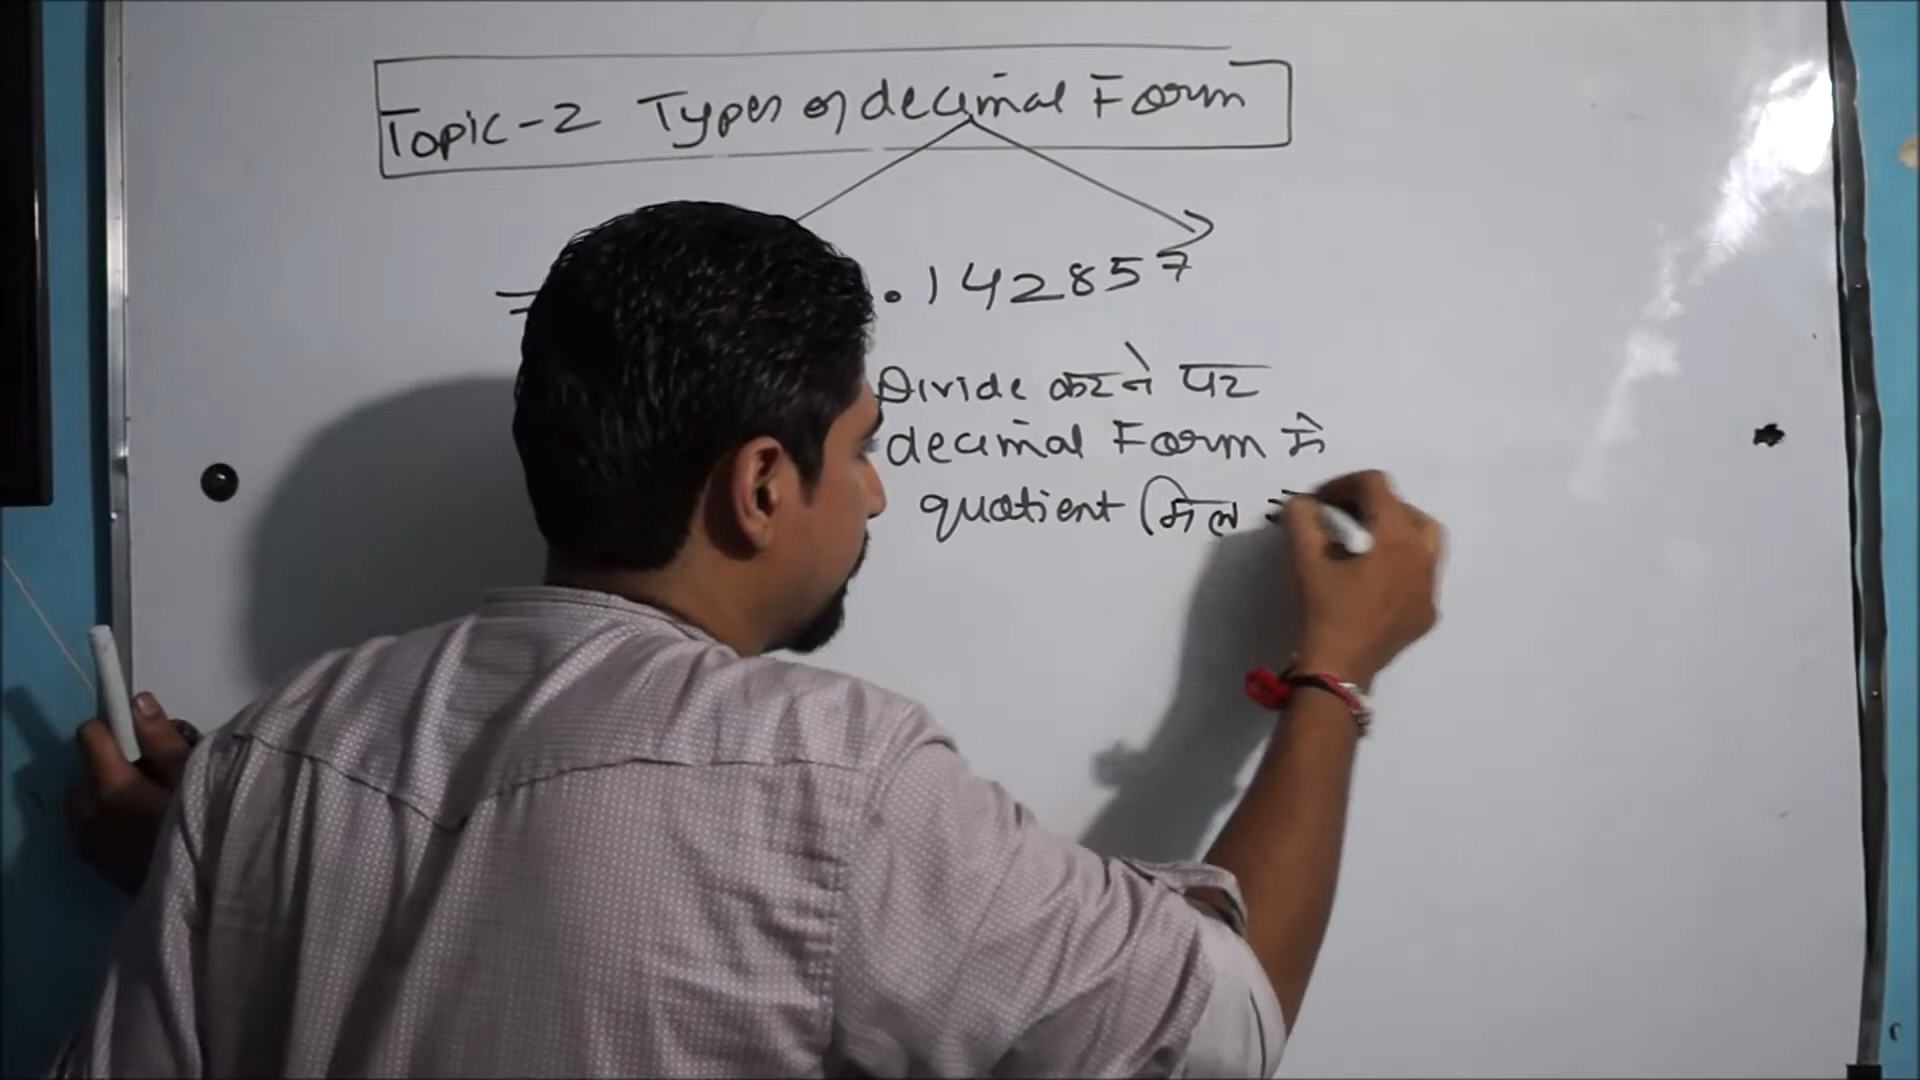 Topic-2 Types of decimal Form
= .142857
Divide करने पर
decimal Form में
quotient मिल